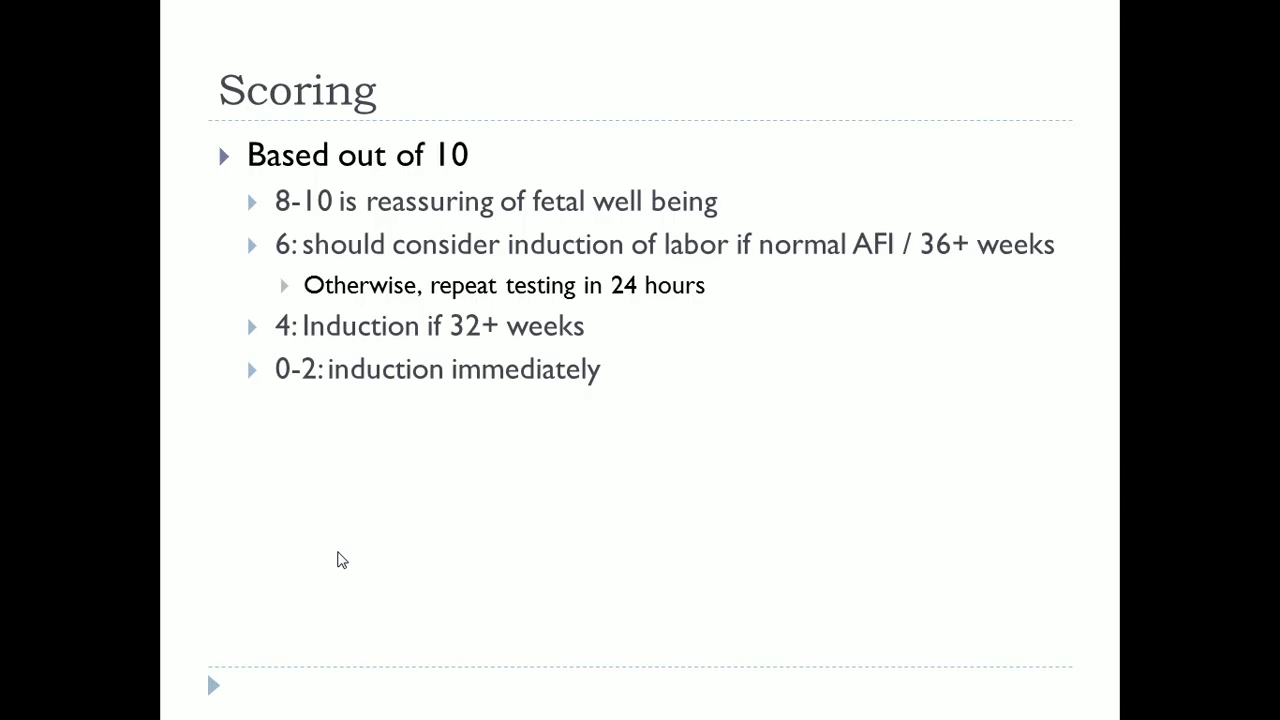 Scoring
Based out of 10
8-10 is reassuring of fetal well being
6: should consider induction of labor if normal AFI / 36+ weeks
Otherwise, repeat testing in 24 hours
4: Induction if 32+ weeks
0-2: induction immediately